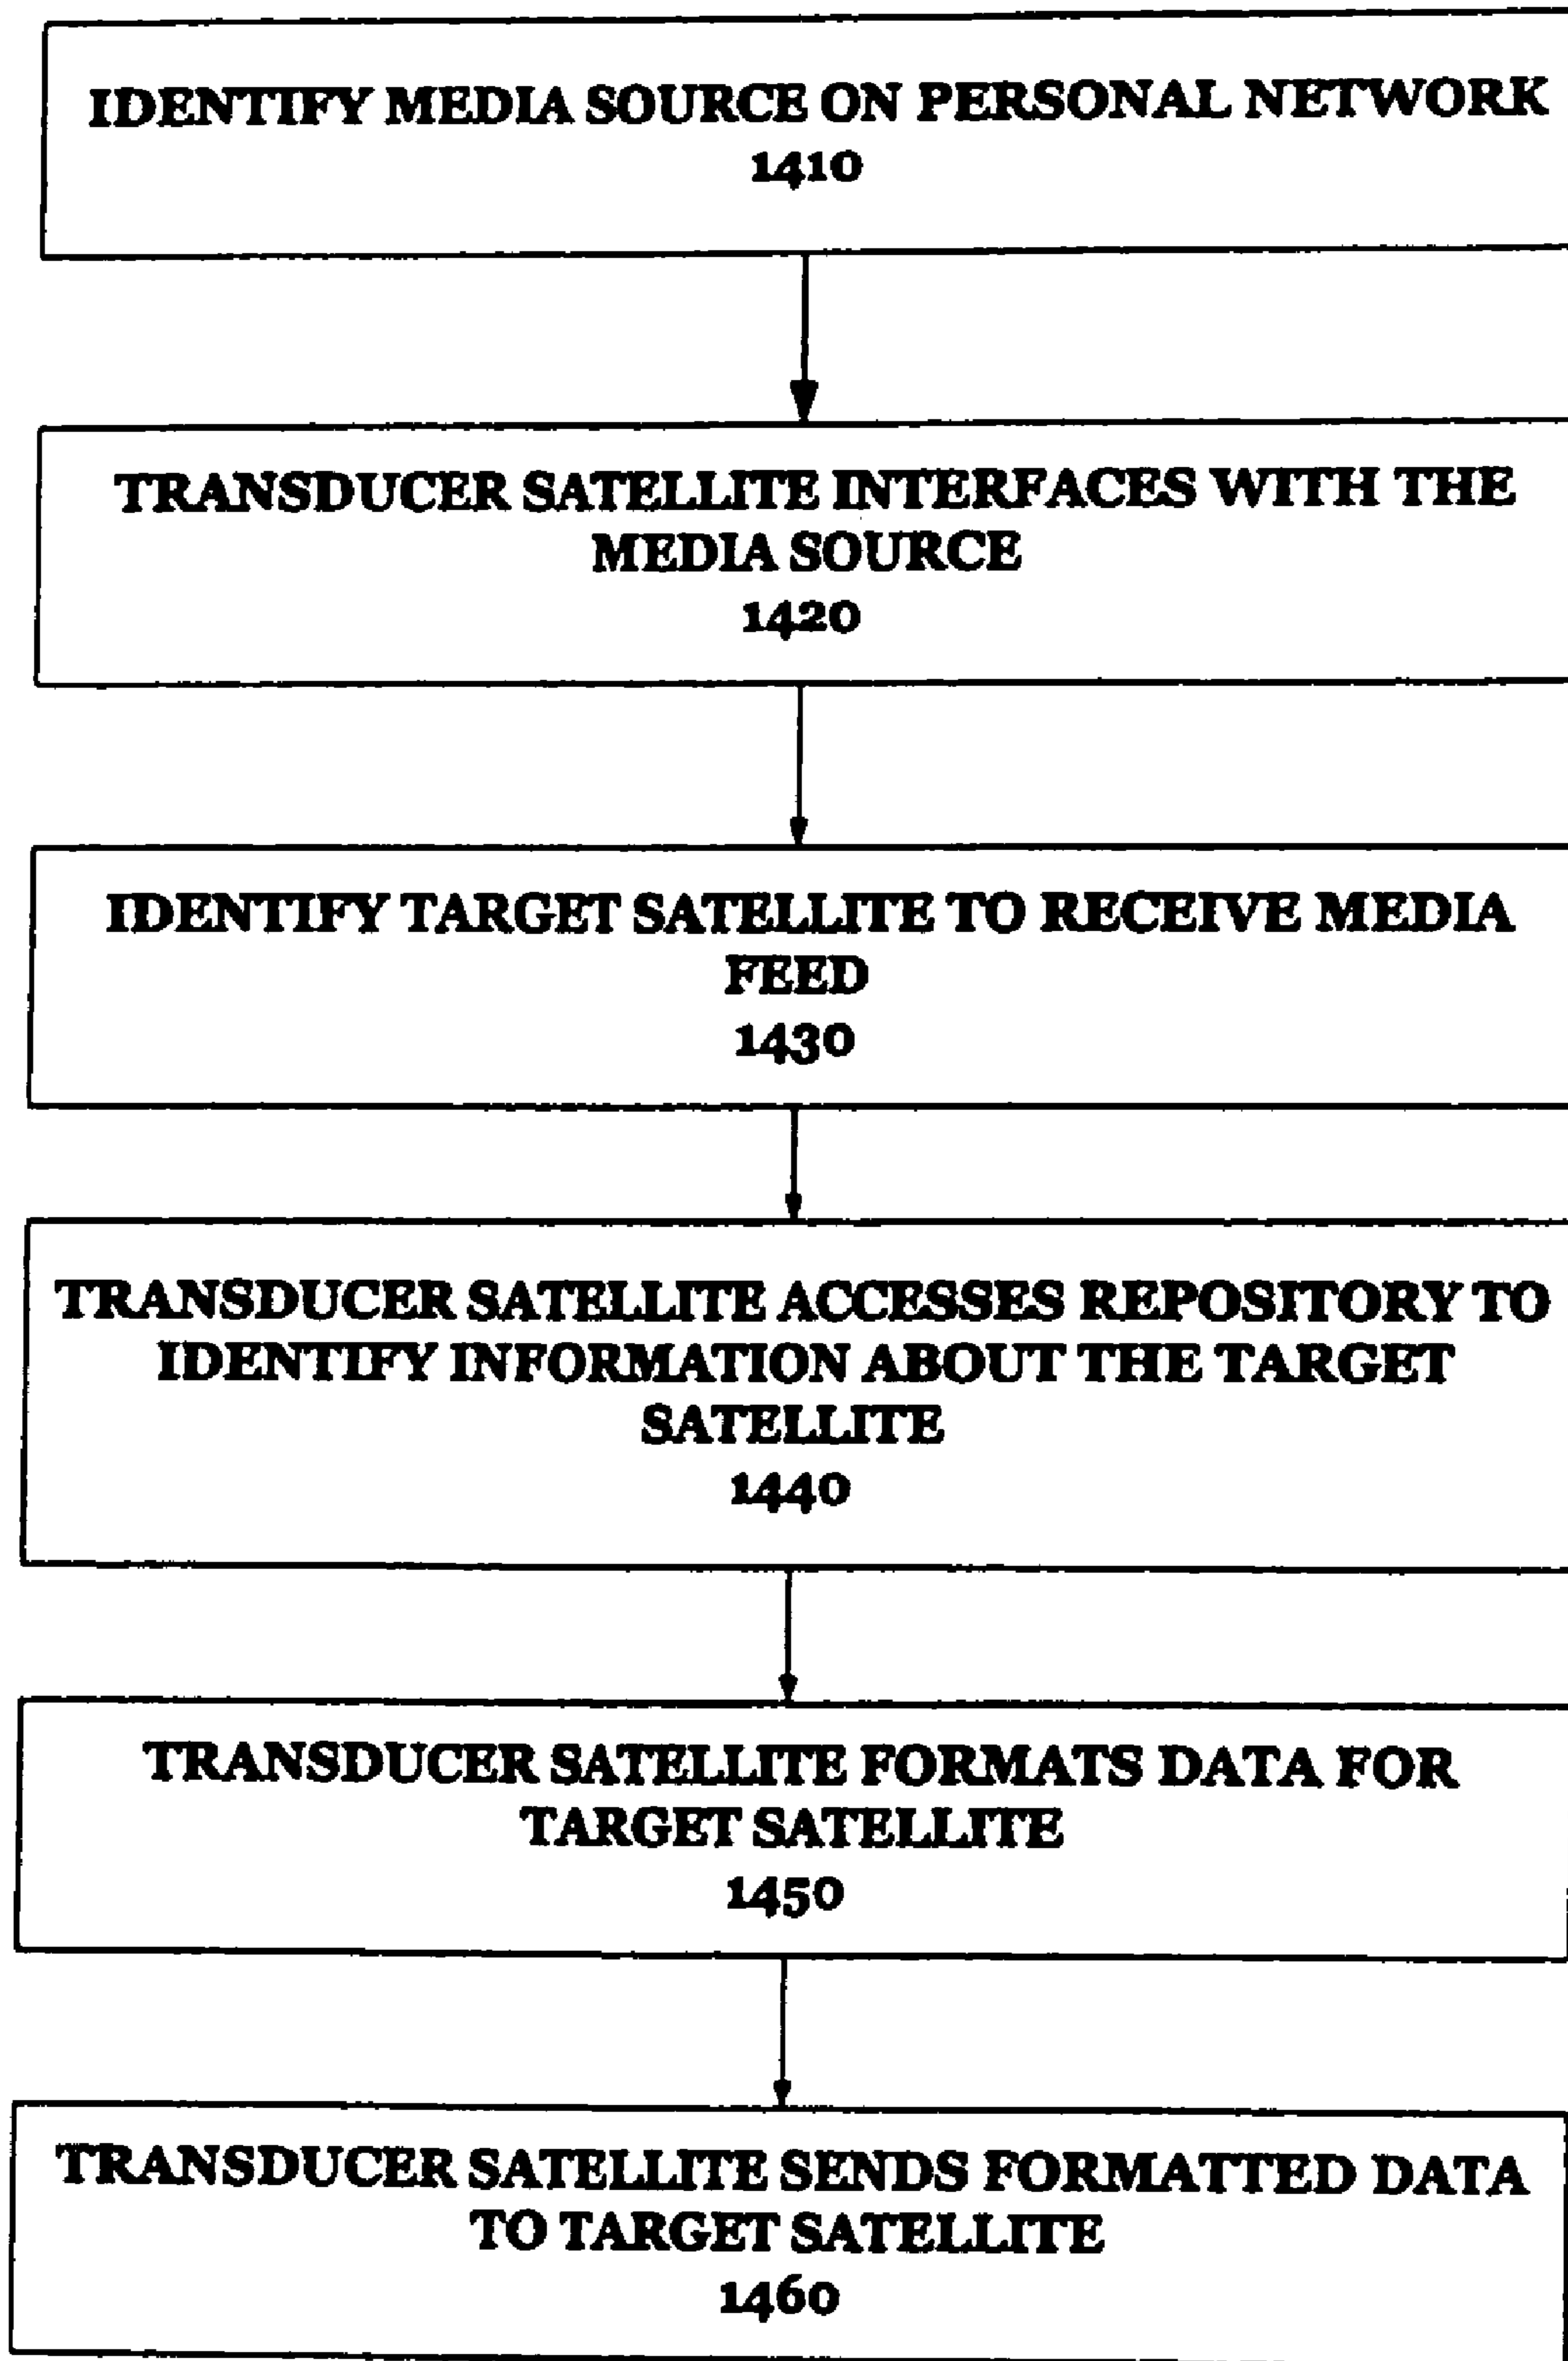 IDENTIFY MEDIA SOURCE ON PERSONAL NETWORK
1410
TRANSDUCER SATELLITE INTERFACES WITH THE
MEDIA SOURCE
1420
IDENTIFY TARGET SATELLITE TO RECEIVE MEDIA
FEED
1430
TRANSDUCER SATELLITE ACCESSES REPOSITORY TO
IDENTIFY INFORMATION ABOUT THE TARGET
SATELLITE
1440
TRANSDUCER SATELLITE FORMATS DATA FOR
TARGET SATELLITE
1450
TRANSDUCER SATELLITE SENDS FORMATTED DATA
TO TARGET SATELLITE
1460